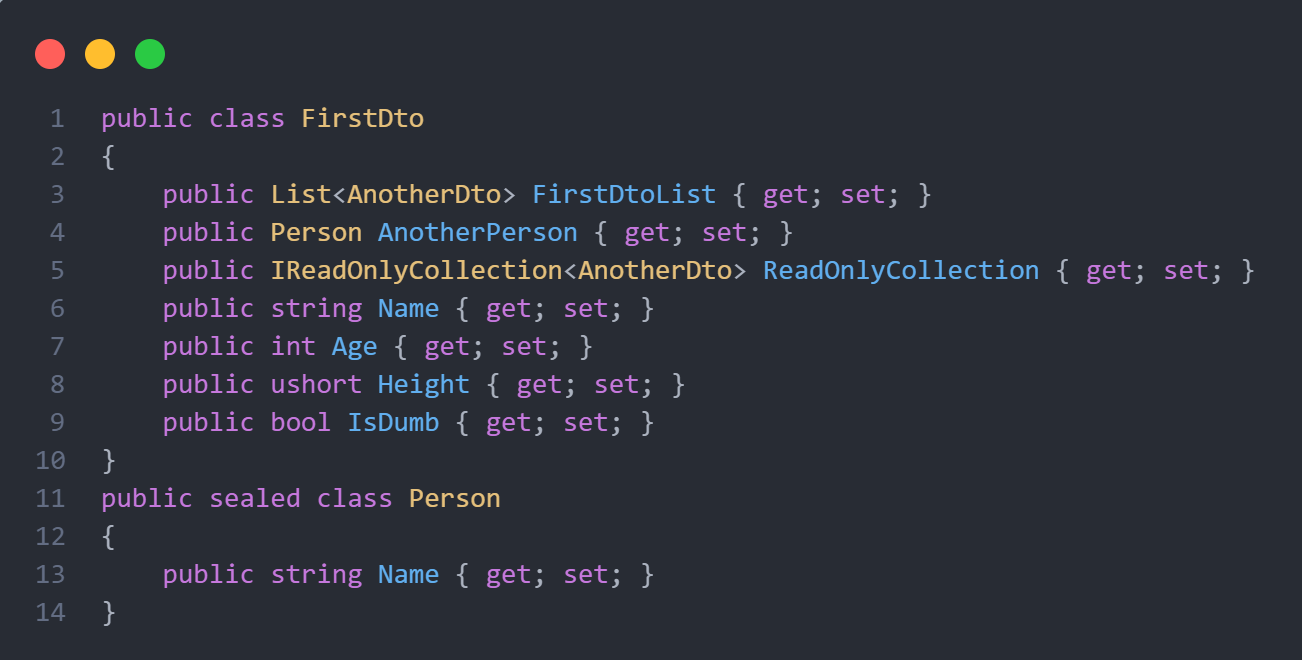 1 public class FirstDto
2 {
3     public List<AnotherDto> FirstDtoList { get; set; }
4     public Person AnotherPerson { get; set; }
5     public IReadOnlyCollection<AnotherDto> ReadOnlyCollection { get; set; }
6     public string Name { get; set; }
7     public int Age { get; set; }
8     public ushort Height { get; set; }
9     public bool IsDumb { get; set; }
10 }
11 public sealed class Person
12 {
13     public string Name { get; set; }
14 }